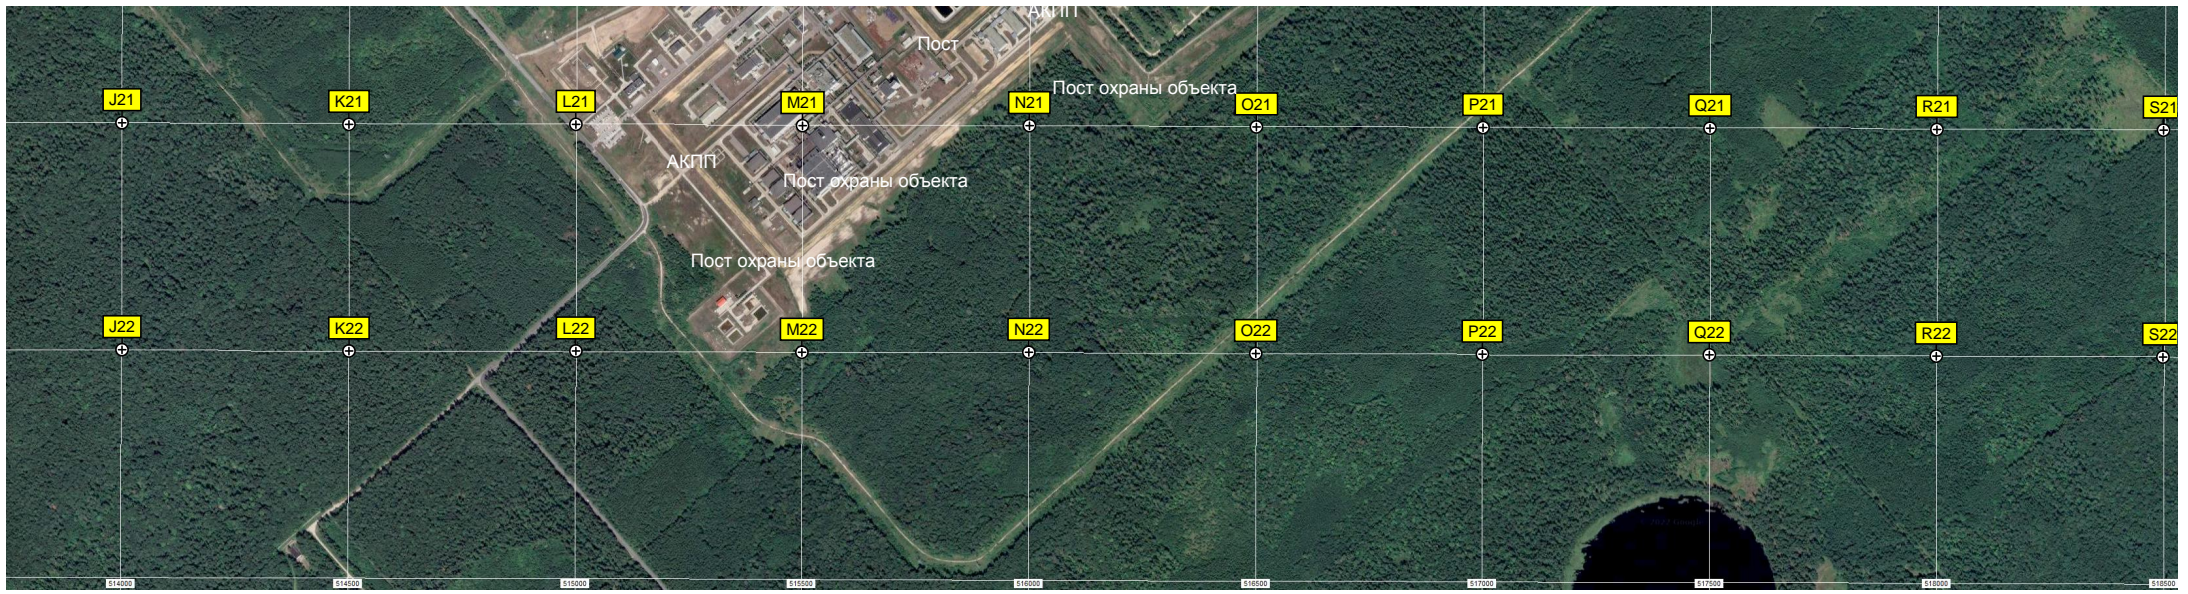 АКПП
Пост
Пост охраны объекта
J21 K21 L21 M21 N21 O21 P21 Q21 R21 S21
АКПП
Пост охраны объекта
Пост охраны объекта
J22 K22 L22 M22 N22 O22 P22 Q22 R22 S22
514000 514500 515000 515500 516000 516500 517000 517500 518000 518500